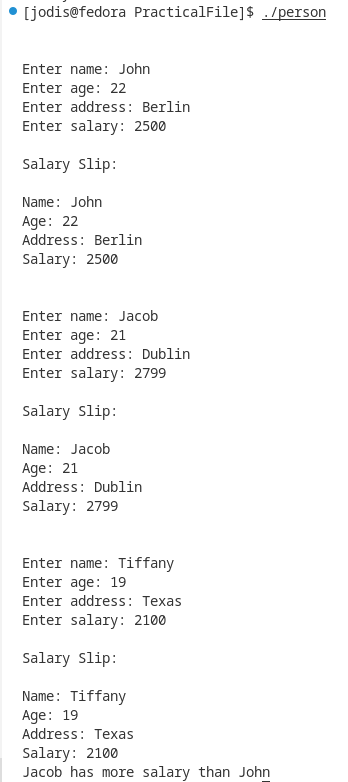 [jodis@fedora PracticalFile]$ ./person
Enter name: John
Enter age: 22
Enter address: Berlin
Enter salary: 2500
Salary Slip:
Name: John
Age: 22
Address: Berlin
Salary: 2500
Enter name: Jacob
Enter age: 21
Enter address: Dublin
Enter salary: 2799
Salary Slip:
Name: Jacob
Age: 21
Address: Dublin
Salary: 2799
Enter name: Tiffany
Enter age: 19
Enter address: Texas
Enter salary: 2100
Salary Slip:
Name: Tiffany
Age: 19
Address: Texas
Salary: 2100
Jacob has more salary than John